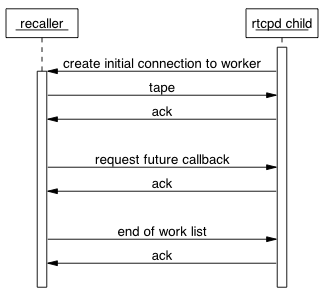 recaller
rtcpd child
create initial connection to worker
tape
ack
request future callback
ack
end of work list
ack